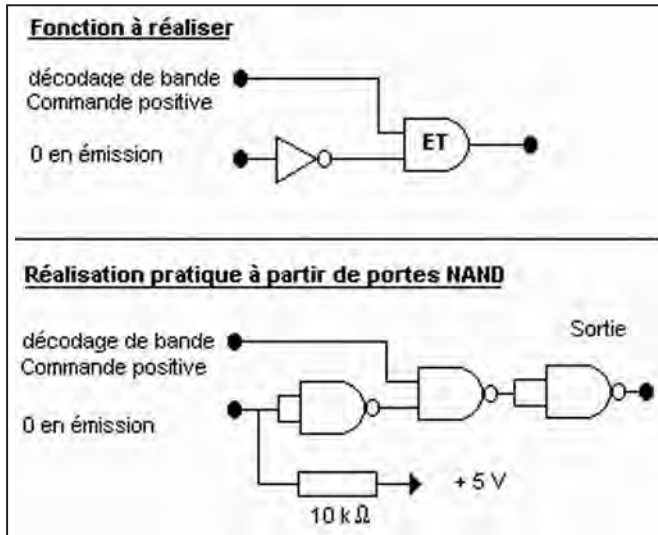 Fonction à réaliser
décodage de bande
Commande positive
0 en émission
ET
Réalisation pratique à partir de portes NAND
Sortie
décodage de bande
Commande positive
0 en émission
+ 5 V
10 k Ω